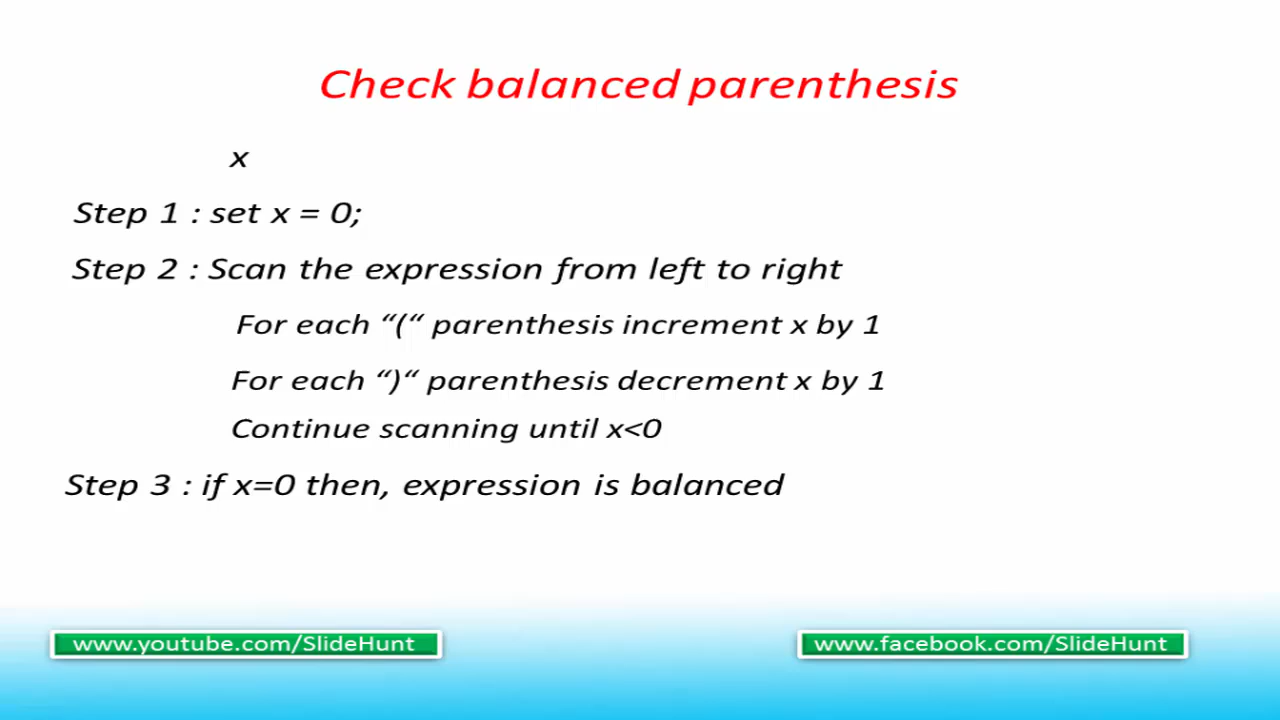 Check balanced parenthesis
x
Step 1 : set x = 0;
Step 2 : Scan the expression from left to right
For each “(“ parenthesis increment x by 1
For each “)“ parenthesis decrement x by 1
Continue scanning until x<0
Step 3 : if x=0 then, expression is balanced
www.youtube.com/SlideHunt
www.facebook.com/SlideHunt